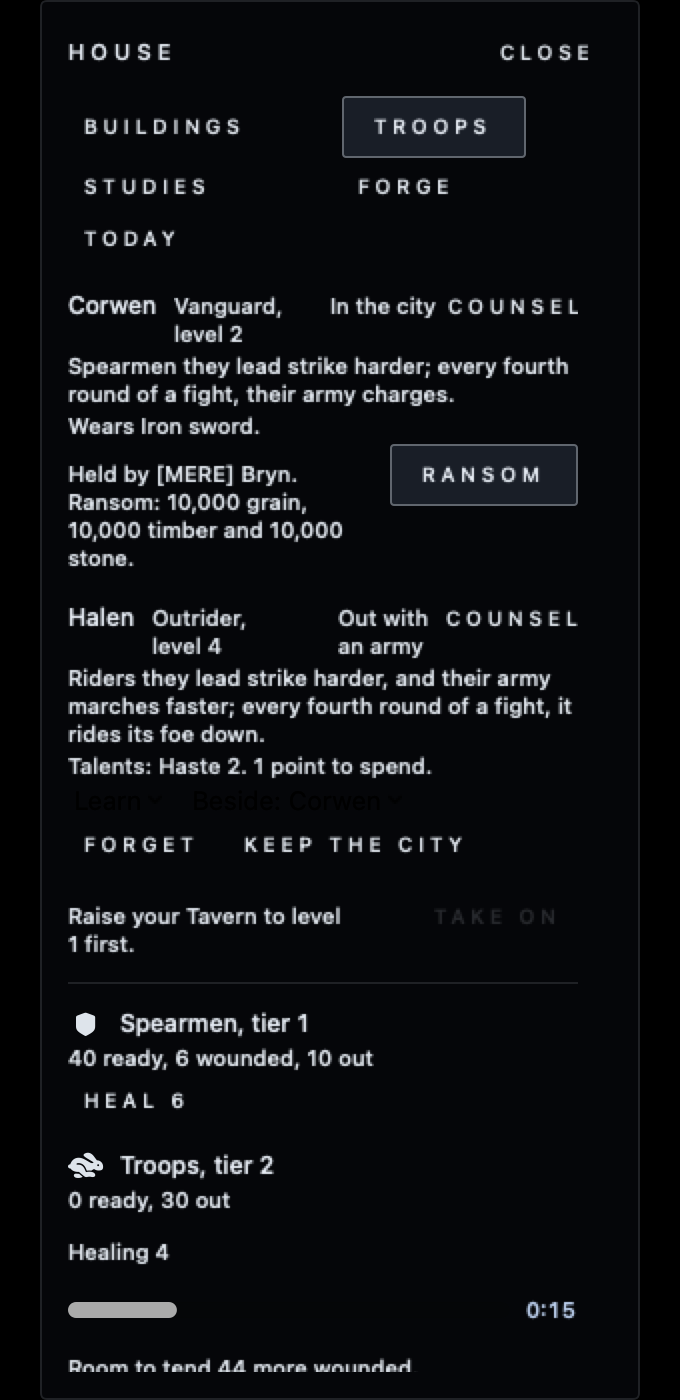 HOUSE
CLOSE
BUILDINGS
TROOPS
STUDIES
FORGE
TODAY
Corwen
Vanguard,
level 2
In the city
COUNSEL
Spearmen they lead strike harder; every fourth
round of a fight, their army charges.
Wears Iron sword.
Held by [MERE] Bryn.
Ransom: 10,000 grain,
10,000 timber and 10,000
stone.
RANSOM
Halen
Outrider,
level 4
Out with
an army
COUNSEL
Riders they lead strike harder, and their army
marches faster; every fourth round of a fight, it
rides its foe down.
Talents: Haste 2. 1 point to spend.
Learn
Beside: Corwen
FORGET
KEEP THE CITY
Raise your Tavern to level
1 first.
TAKE ON
Spearmen, tier 1
40 ready, 6 wounded, 10 out
HEAL 6
Troops, tier 2
0 ready, 30 out
Healing 4
0:15
Room to tend 44 more wounded.